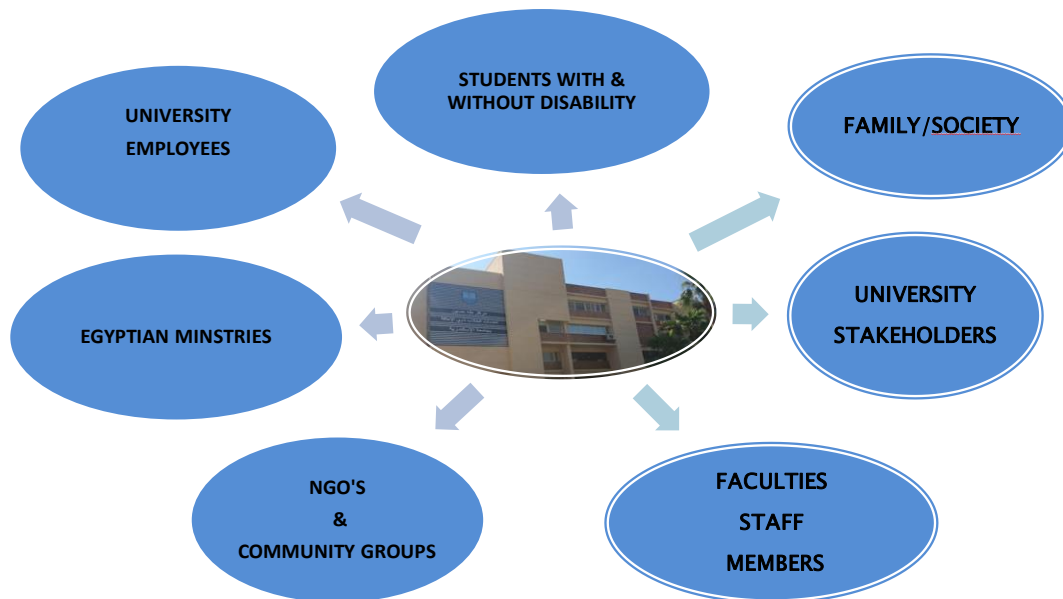 STUDENTS WITH &
WITHOUT DISABILITY
UNIVERSITY
EMPLOYEES
FAMILY/SOCIETY
EGYPTIAN MINSTRIES
UNIVERSITY
STAKEHOLDERS
NGO'S
&
COMMUNITY GROUPS
FACULTIES
STAFF
MEMBERS